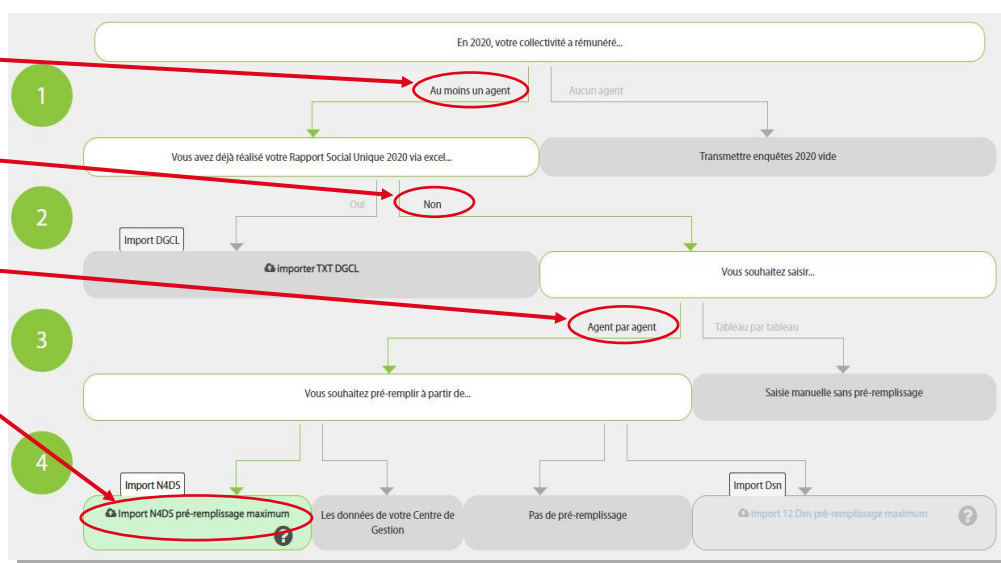 En 2020, votre collectivité a rémunéré...
1
Au moins un agent
Aucun agent
Vous avez déjà réalisé votre Rapport Social Unique 2020 via excel...
Transmettre enquêtes 2020 vide
2
Oui
Non
Import DGCL
importer TXT DGCL
Vous souhaitez saisir...
3
Agent par agent
Tableau par tableau
Vous souhaitez pré-remplir à partir de...
Saisie manuelle sans pré-remplissage
4
Import N4DS
Import Dsn
Import N4DS pré-remplissage maximum
?
Les données de votre Centre de
Gestion
Pas de pré-remplissage
Import 12 Dsn pré-remplissage maximum
?